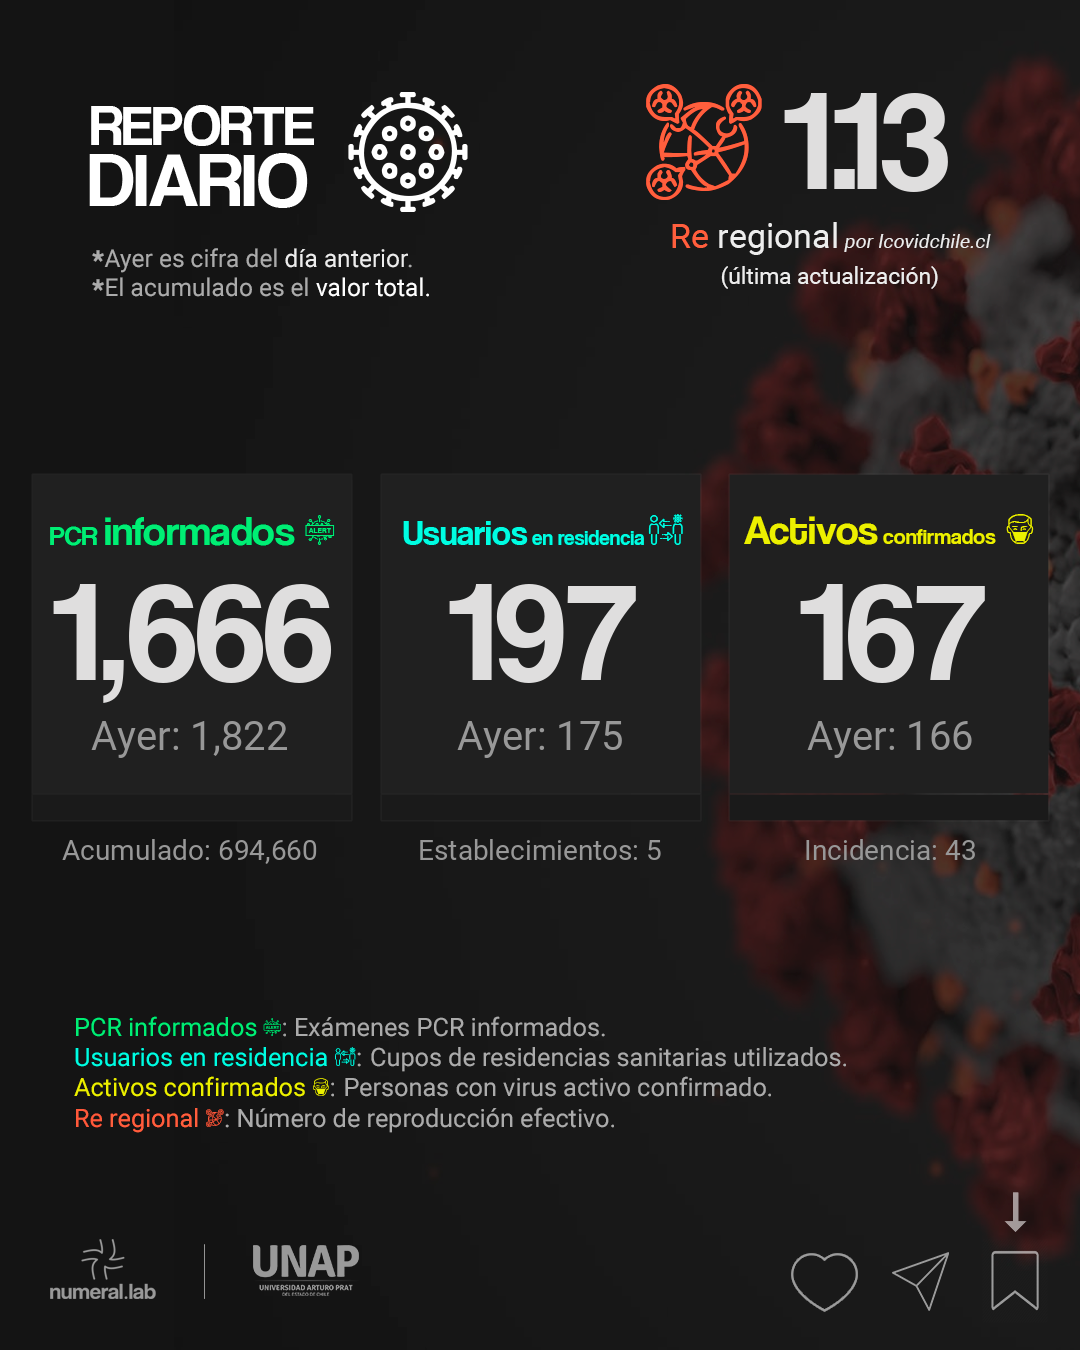 REPORTE
DIARIO
*Ayer es cifra del día anterior.
*El acumulado es el valor total.
1.13
Re regional por Icovidchile.cl
(última actualización)
PCR informados ALERT
1,666
Ayer: 1,822
Acumulado: 694,660
Usuarios en residencia
197
Ayer: 175
Establecimientos: 5
Activos confirmados
167
Ayer: 166
Incidencia: 43
PCR informados : Exámenes PCR informados.
Usuarios en residencia : Cupos de residencias sanitarias utilizados.
Activos confirmados : Personas con virus activo confirmado.
Re regional : Número de reproducción efectivo.
numeral.lab
UNAP
UNIVERSIDAD ARTURO PRAT
DEL ESTADO DE CHILE